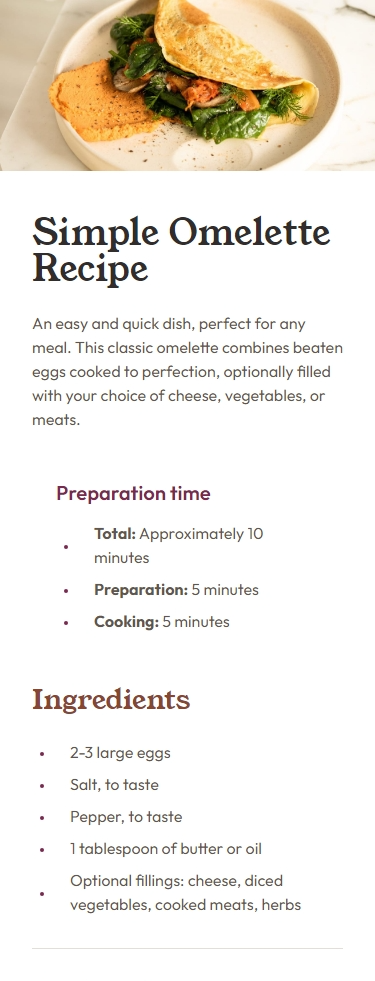 Simple Omelette
Recipe
An easy and quick dish, perfect for any
meal. This classic omelette combines beaten
eggs cooked to perfection, optionally filled
with your choice of cheese, vegetables, or
meats.
Preparation time
• Total: Approximately 10
minutes
• Preparation: 5 minutes
• Cooking: 5 minutes
Ingredients
• 2-3 large eggs
• Salt, to taste
• Pepper, to taste
• 1 tablespoon of butter or oil
• Optional fillings: cheese, diced
vegetables, cooked meats, herbs